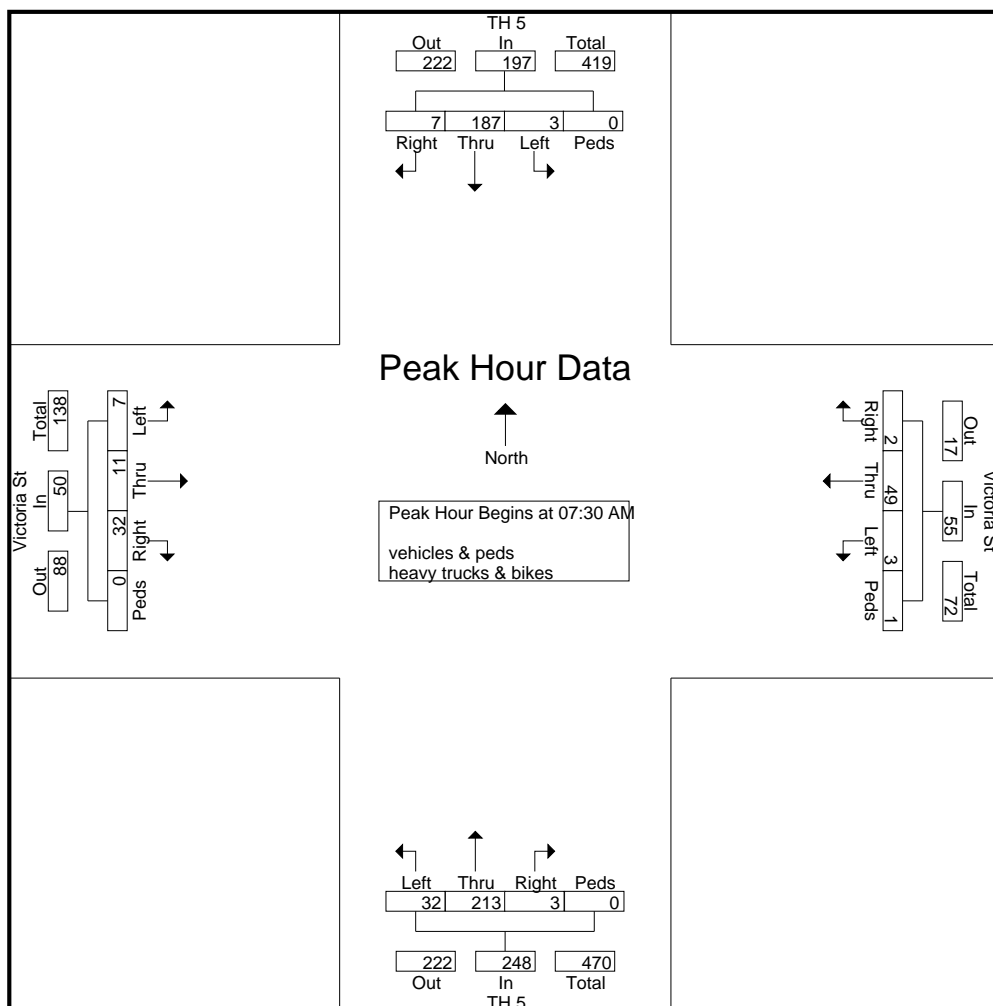 TH 5
Out In Total
222 197 419
7 187 3 0
Right Thru Left Peds
Peak Hour Data
North
Peak Hour Begins at 07:30 AM
vehicles & peds
heavy trucks & bikes
Victoria St
Out In Total
88 50 138
Peds Right Thru Left
0 32 11 7
Victoria St
Out In Total
17 55 72
Right Thru Left Peds
2 49 3 1
Left Thru Right Peds
32 213 3 0
222 248 470
Out In Total
TH 5